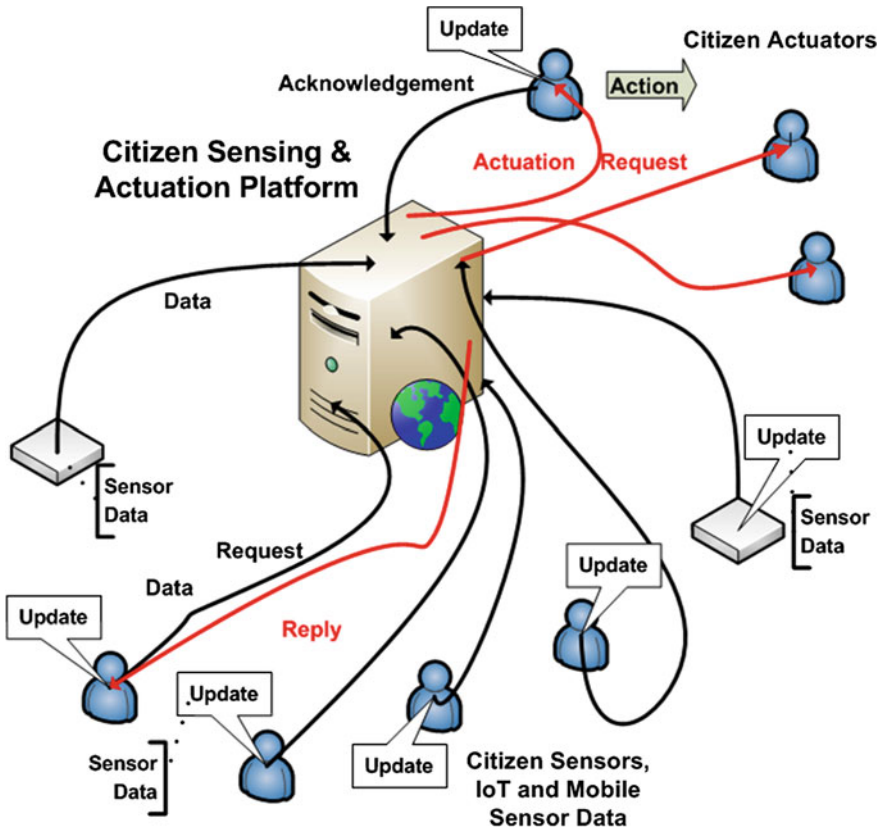 Update
Citizen Actuators
Acknowledgement
Action
Citizen Sensing &
Actuation Platform
Actuation Request
Data
Update
Sensor
Data
Sensor
Data
Request
Data
Update
Update
Reply
Update
Sensor
Data
Update
Citizen Sensors,
IoT and Mobile
Sensor Data